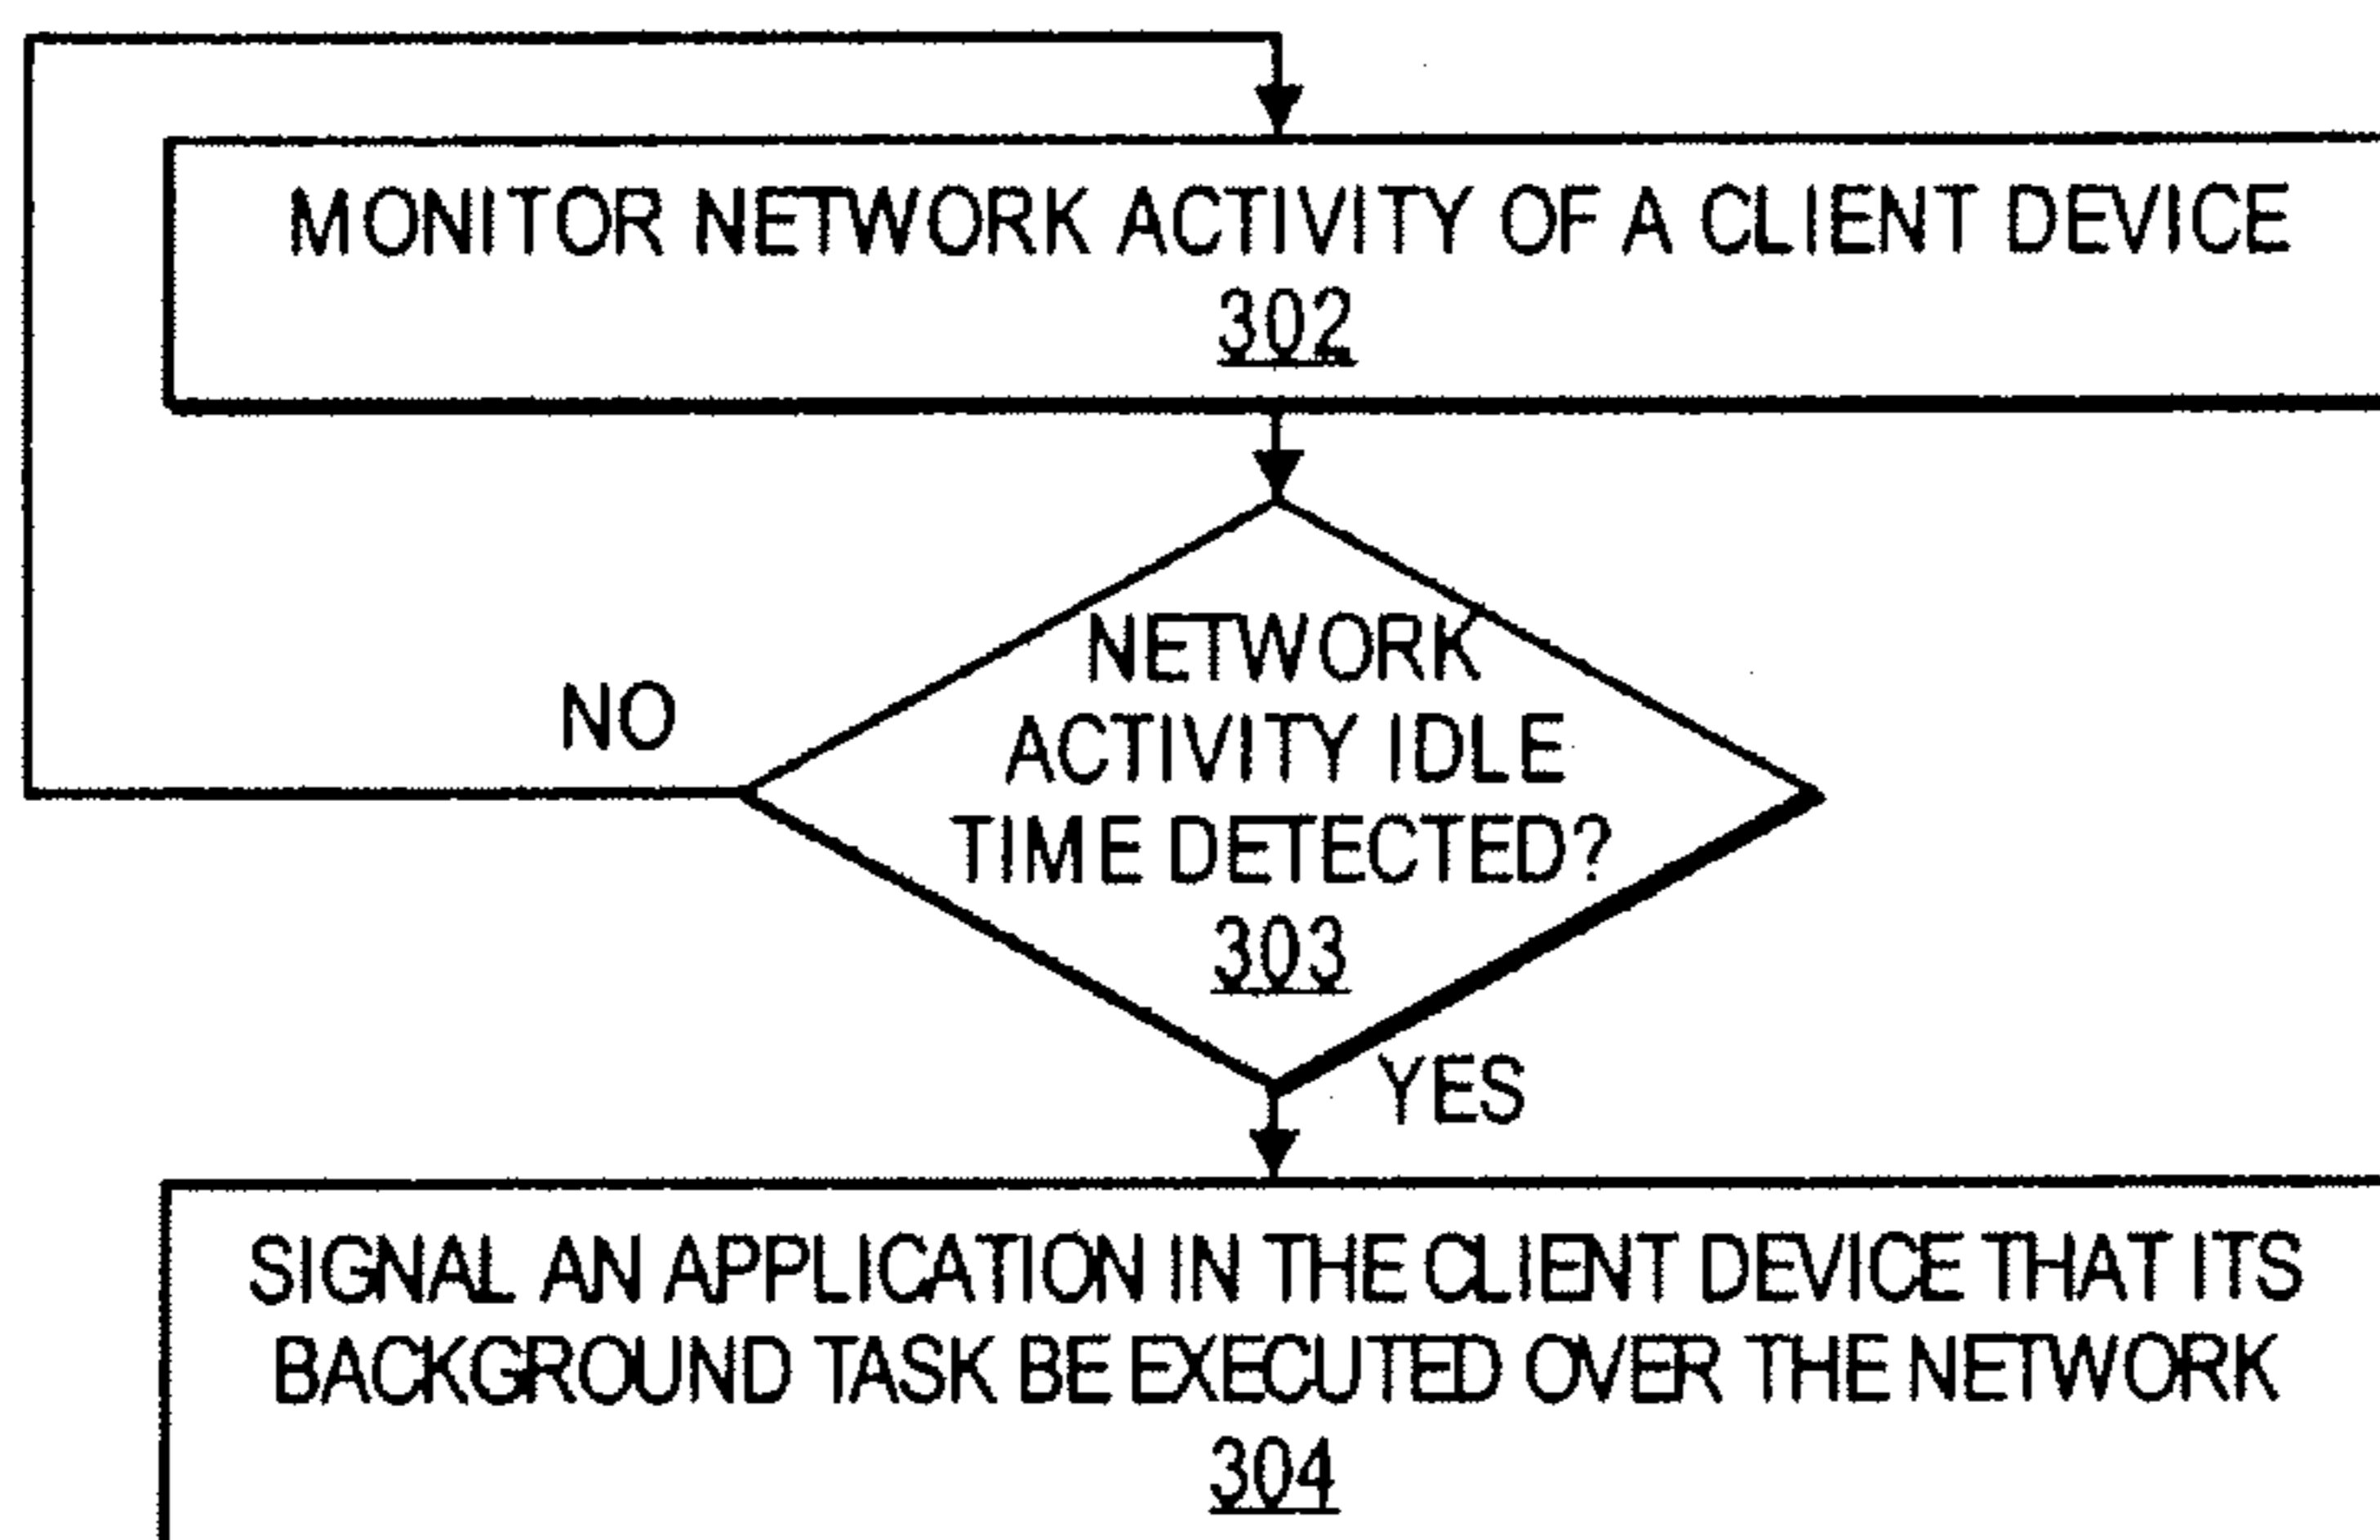 MONITOR NETWORK ACTIVITY OF A CLIENT DEVICE
302
NETWORK
ACTIVITY IDLE
TIME DETECTED?
303
NO
YES
SIGNAL AN APPLICATION IN THE CLIENT DEVICE THAT ITS
BACKGROUND TASK BE EXECUTED OVER THE NETWORK
304